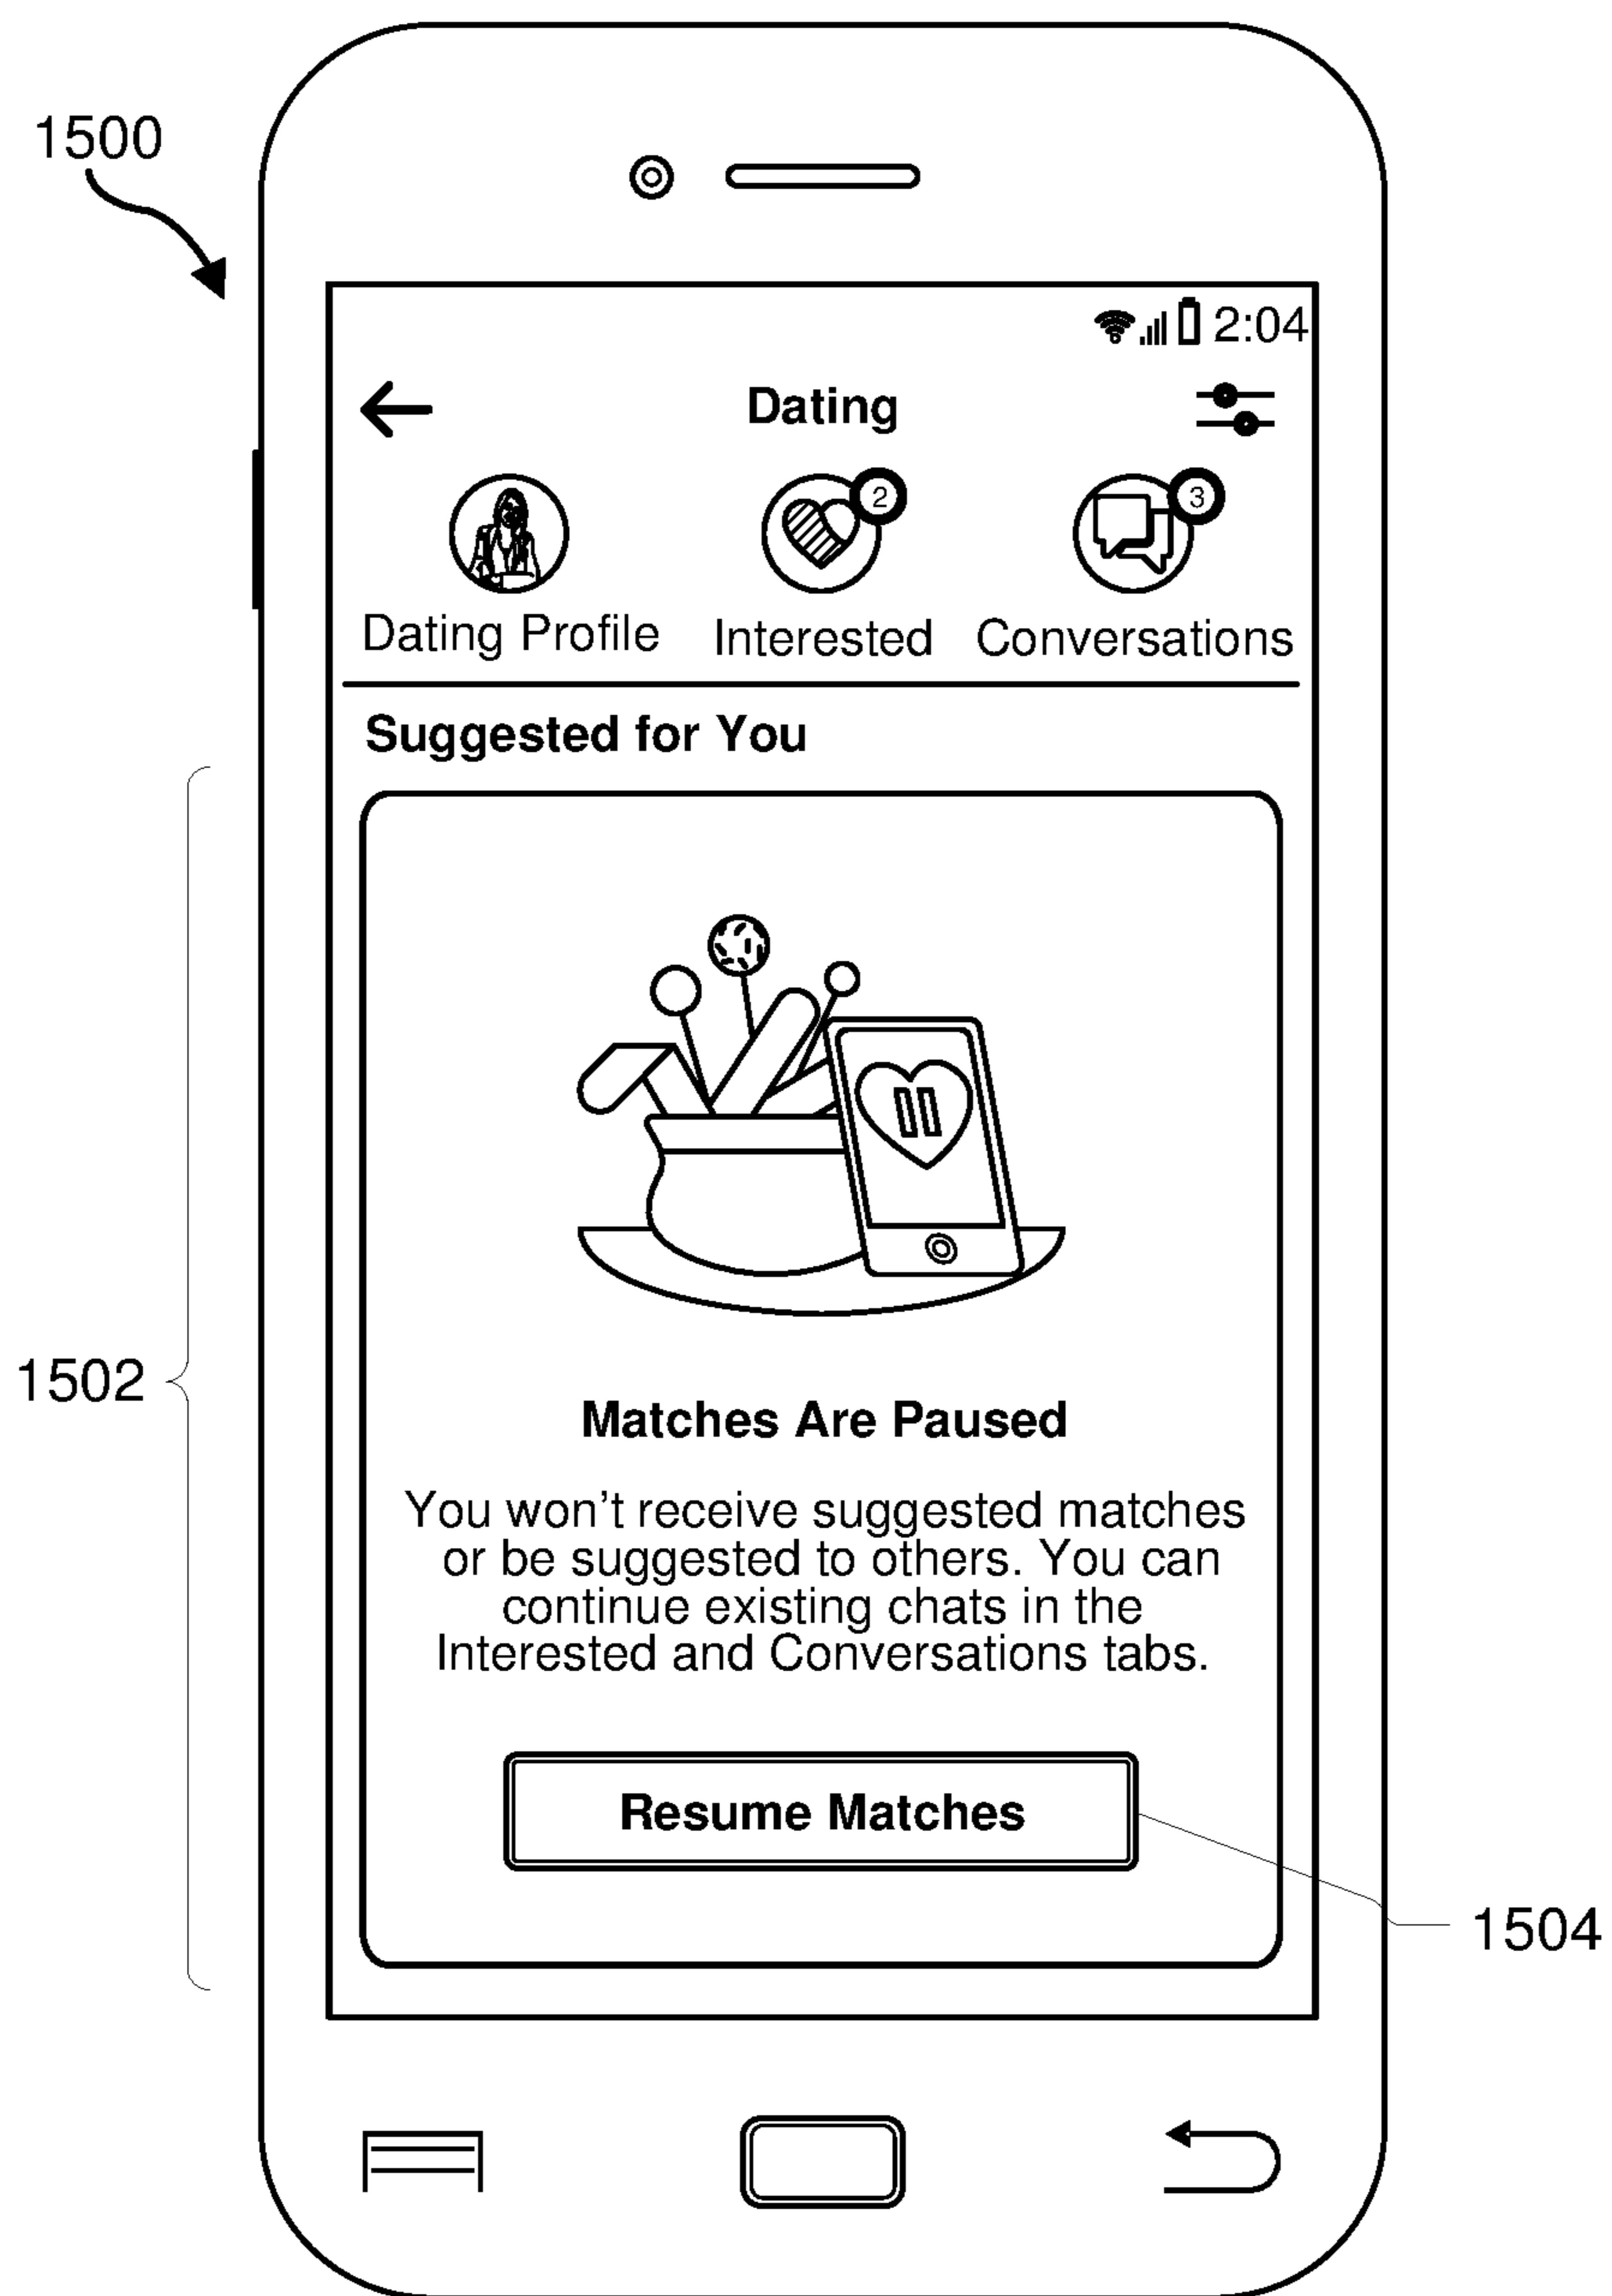 1500
2:04
Dating
2
3
Dating Profile
Interested
Conversations
Suggested for You
1502
Matches Are Paused
You won't receive suggested matches
or be suggested to others. You can
continue existing chats in the
Interested and Conversations tabs.
Resume Matches
1504